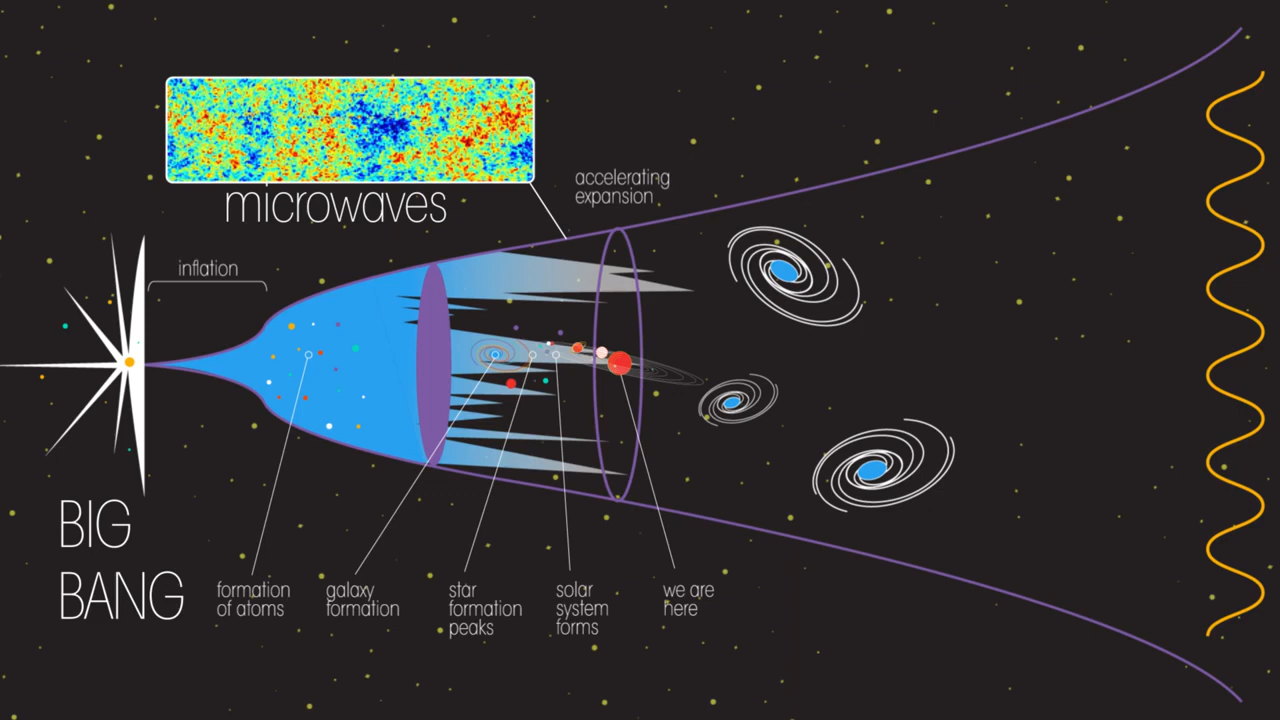 microwaves
accelerating
expansion
inflation
BIG
BANG
formation
of atoms
galaxy
formation
star
formation
peaks
solar
system
forms
we are
here